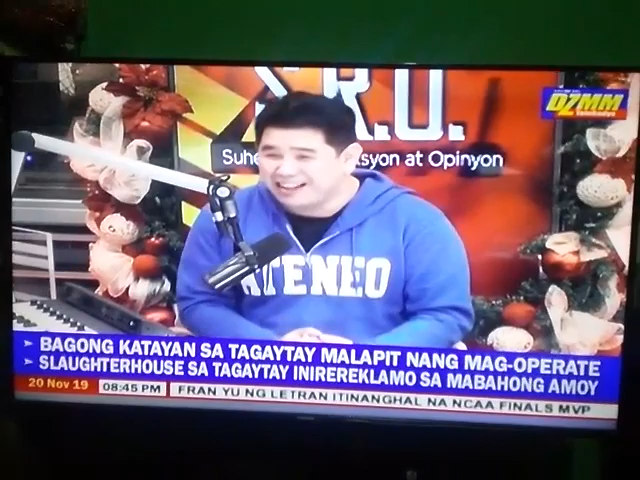 S.R.O.
DZMM
TeleRadyo
Suhe syon at Opinyon
ATENEO
➤ BAGONG KATAYAN SA TAGAYTAY MALAPIT NANG MAG-OPERATE
➤ SLAUGHTERHOUSE SA TAGAYTAY INIREREKLAMO SA MABAHONG AMOY
20 Nov 19 08:45 PM FRAN YU NG LETRAN ITINANGHAL NA NCAA FINALS MVP